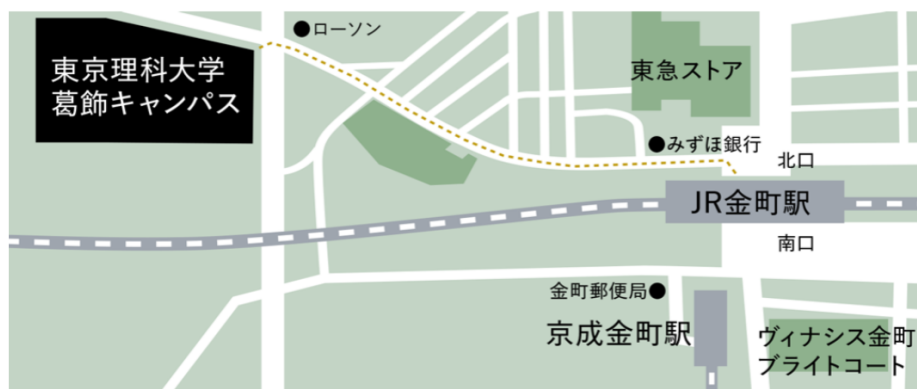 ●ローソン
東京理科大学
葛飾キャンパス
東急ストア
●みずほ銀行
北口
JR金町駅
南口
金町郵便局●
京成金町駅
ヴィナシス金町
ブライトコート